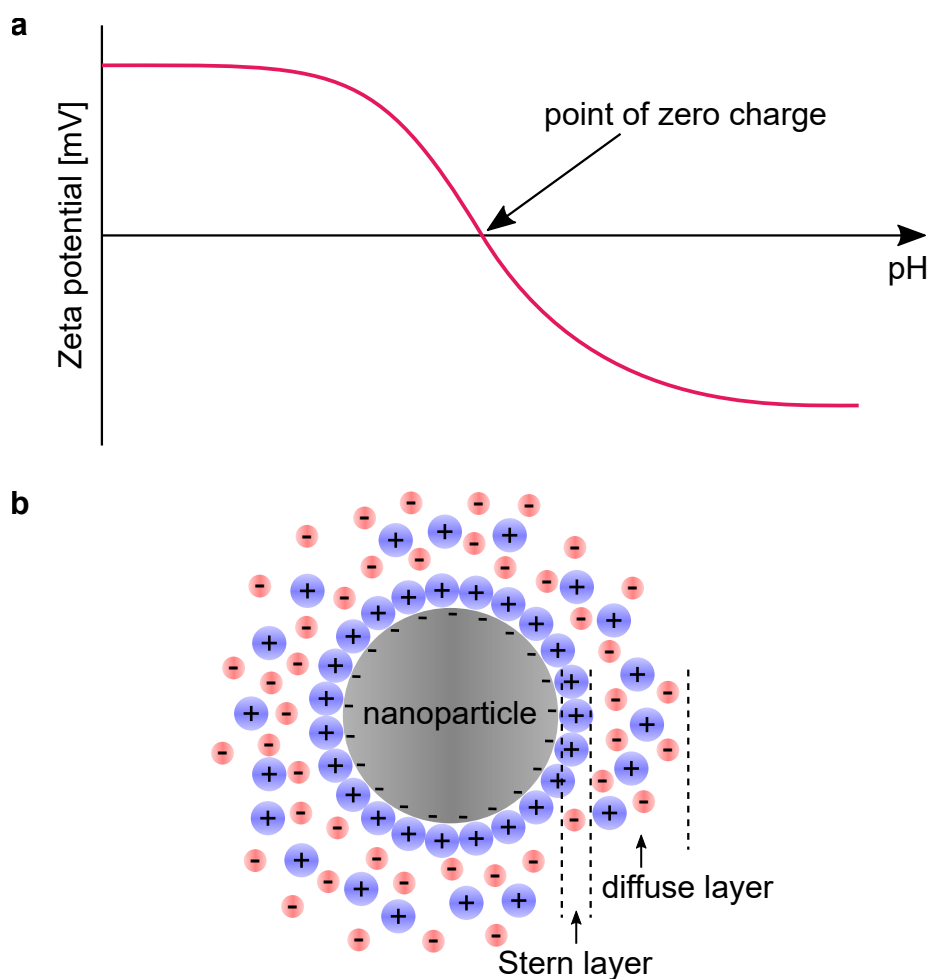 a
Zeta potential [mV]
point of zero charge
pH
b
nanoparticle
diffuse layer
Stern layer